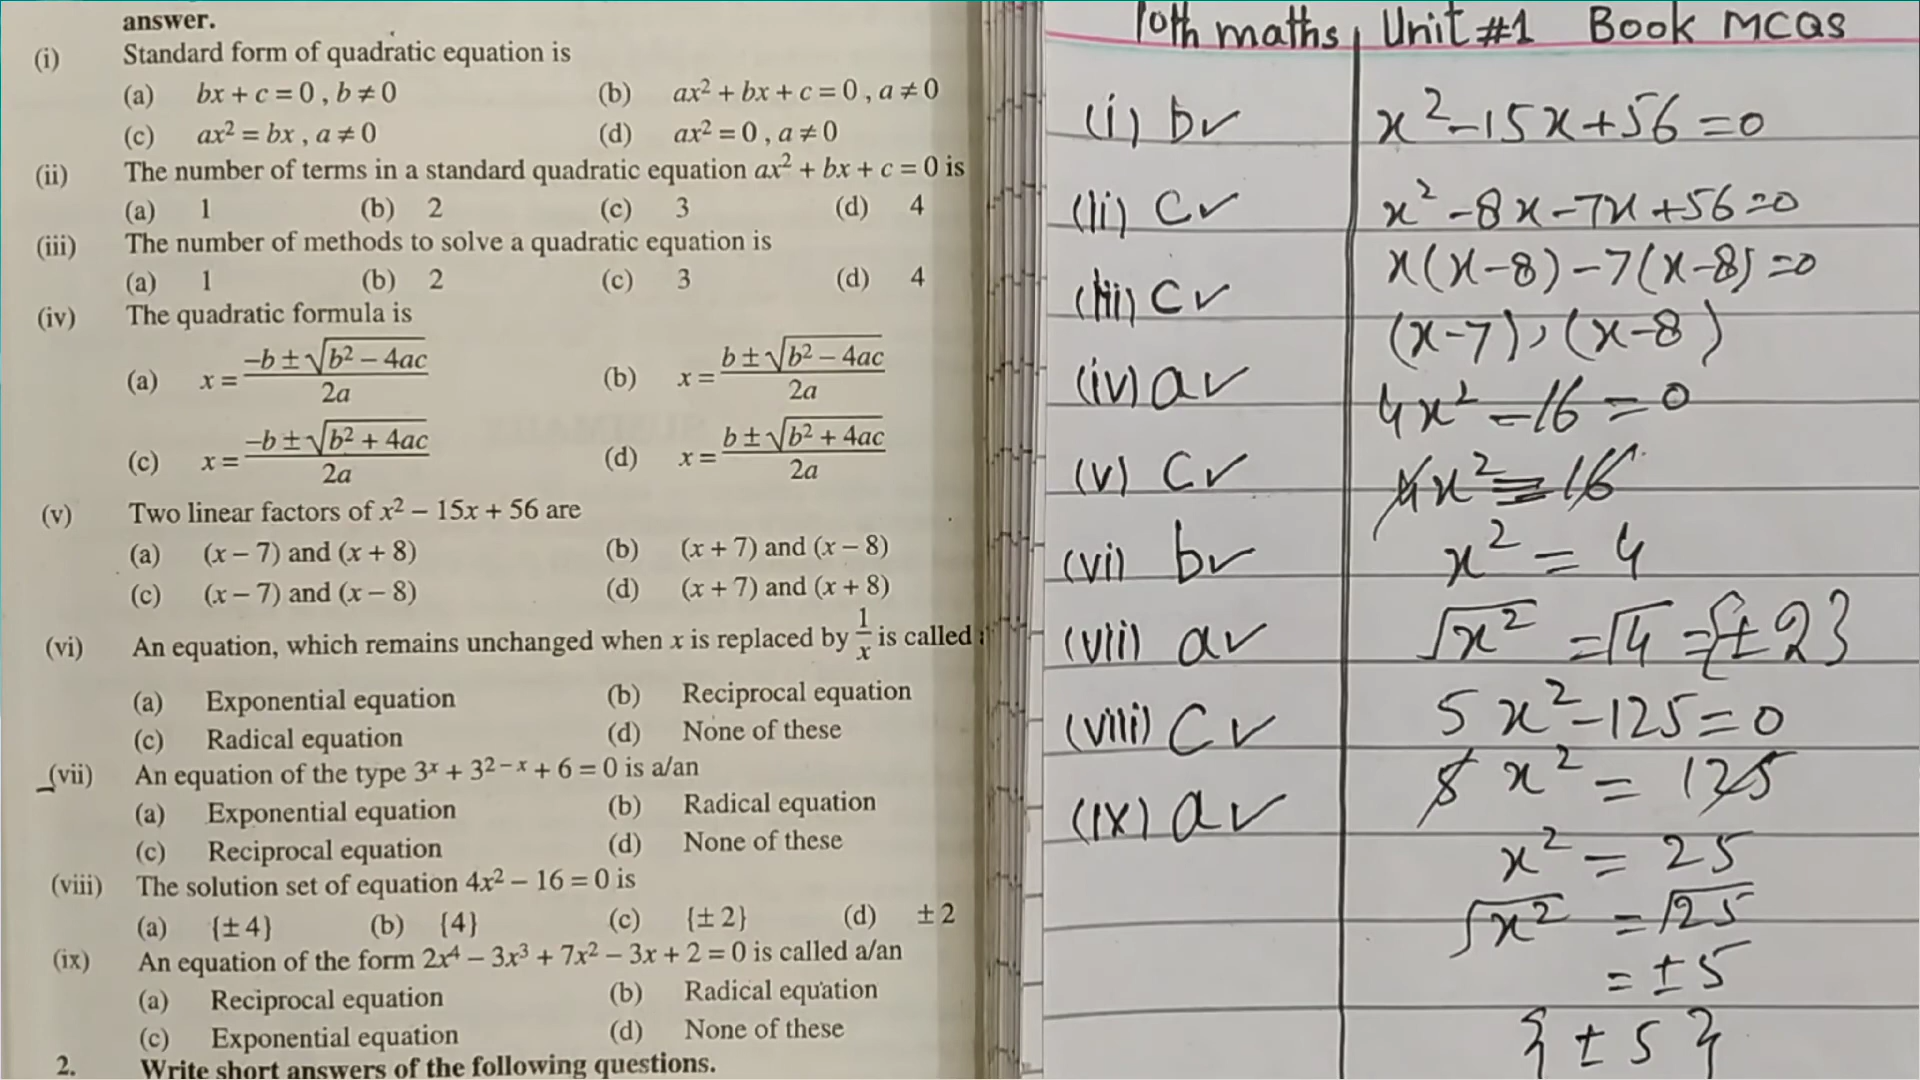 answer.
(i) Standard form of quadratic equation is
(a) bx + c = 0 , b ≠ 0 (b) ax² + bx + c = 0 , a ≠ 0
(c) ax² = bx , a ≠ 0 (d) ax² = 0 , a ≠ 0
(ii) The number of terms in a standard quadratic equation ax² + bx + c = 0 is
(a) 1 (b) 2 (c) 3 (d) 4
(iii) The number of methods to solve a quadratic equation is
(a) 1 (b) 2 (c) 3 (d) 4
(iv) The quadratic formula is
(a) x = (–b ± √(b² – 4ac))/2a (b) x = (b ± √(b² – 4ac))/2a
(c) x = (–b ± √(b² + 4ac))/2a (d) x = (b ± √(b² + 4ac))/2a
(v) Two linear factors of x² – 15x + 56 are
(a) (x – 7) and (x + 8) (b) (x + 7) and (x – 8)
(c) (x – 7) and (x – 8) (d) (x + 7) and (x + 8)
(vi) An equation, which remains unchanged when x is replaced by 1/x is called
(a) Exponential equation (b) Reciprocal equation
(c) Radical equation (d) None of these
(vii) An equation of the type 3ˣ + 3²⁻ˣ + 6 = 0 is a/an
(a) Exponential equation (b) Radical equation
(c) Reciprocal equation (d) None of these
(viii) The solution set of equation 4x² – 16 = 0 is
(a) {± 4} (b) {4} (c) {± 2} (d) ± 2
(ix) An equation of the form 2x⁴ – 3x³ + 7x² – 3x + 2 = 0 is called a/an
(a) Reciprocal equation (b) Radical equation
(c) Exponential equation (d) None of these
2. Write short answers of the following questions.
10th maths, Unit #1 Book MCQS
(i) b✓
(ii) c✓
(iii) c✓
(iv) a✓
(v) c✓
(vi) b✓
(vii) a✓
(viii) c✓
(ix) a✓
x² - 15x + 56 = 0
x² - 8x - 7x + 56 = 0
x(x-8) - 7(x-8) = 0
(x-7), (x-8)
4x² - 16 = 0
4x² = 16
x² = 4
√x² = √4 = {± 2}
5x² - 125 = 0
5x² = 125
x² = 25
√x² = √25
= ± 5
{± 5}